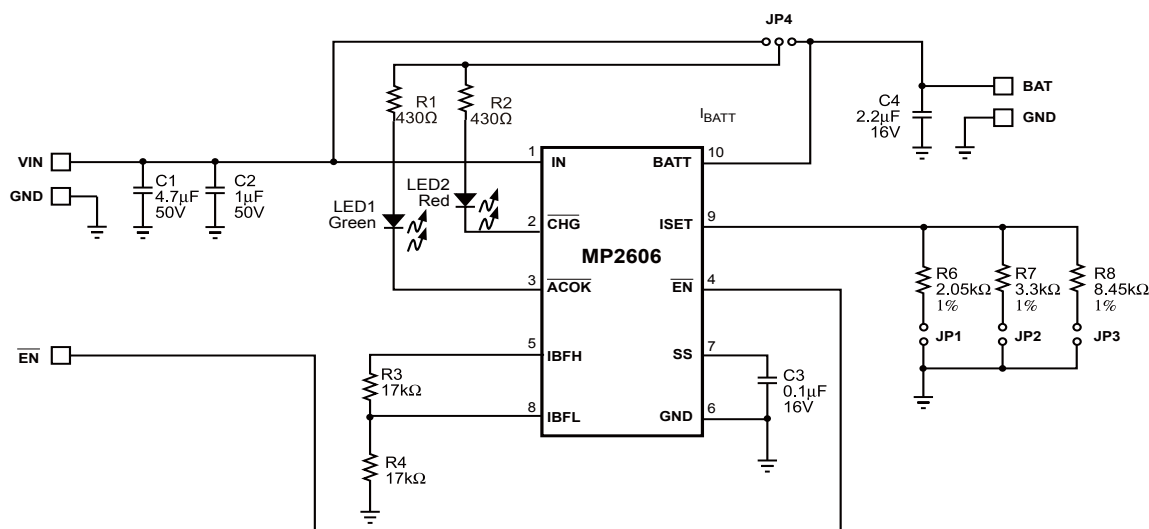 JP4
R1
430Ω
R2
430Ω
I_BATT
C4
2.2µF
16V
BAT
GND
VIN
GND
C1
4.7µF
50V
C2
1µF
50V
LED1
Green
LED2
Red
1
IN
BATT
10
2
CHG
ISET
9
MP2606
3
ACOK
EN
4
5
IBFH
SS
7
8
IBFL
GND
6
R6
2.05kΩ
1%
R7
3.3kΩ
1%
R8
8.45kΩ
1%
JP1
JP2
JP3
EN
R3
17kΩ
R4
17kΩ
C3
0.1µF
16V